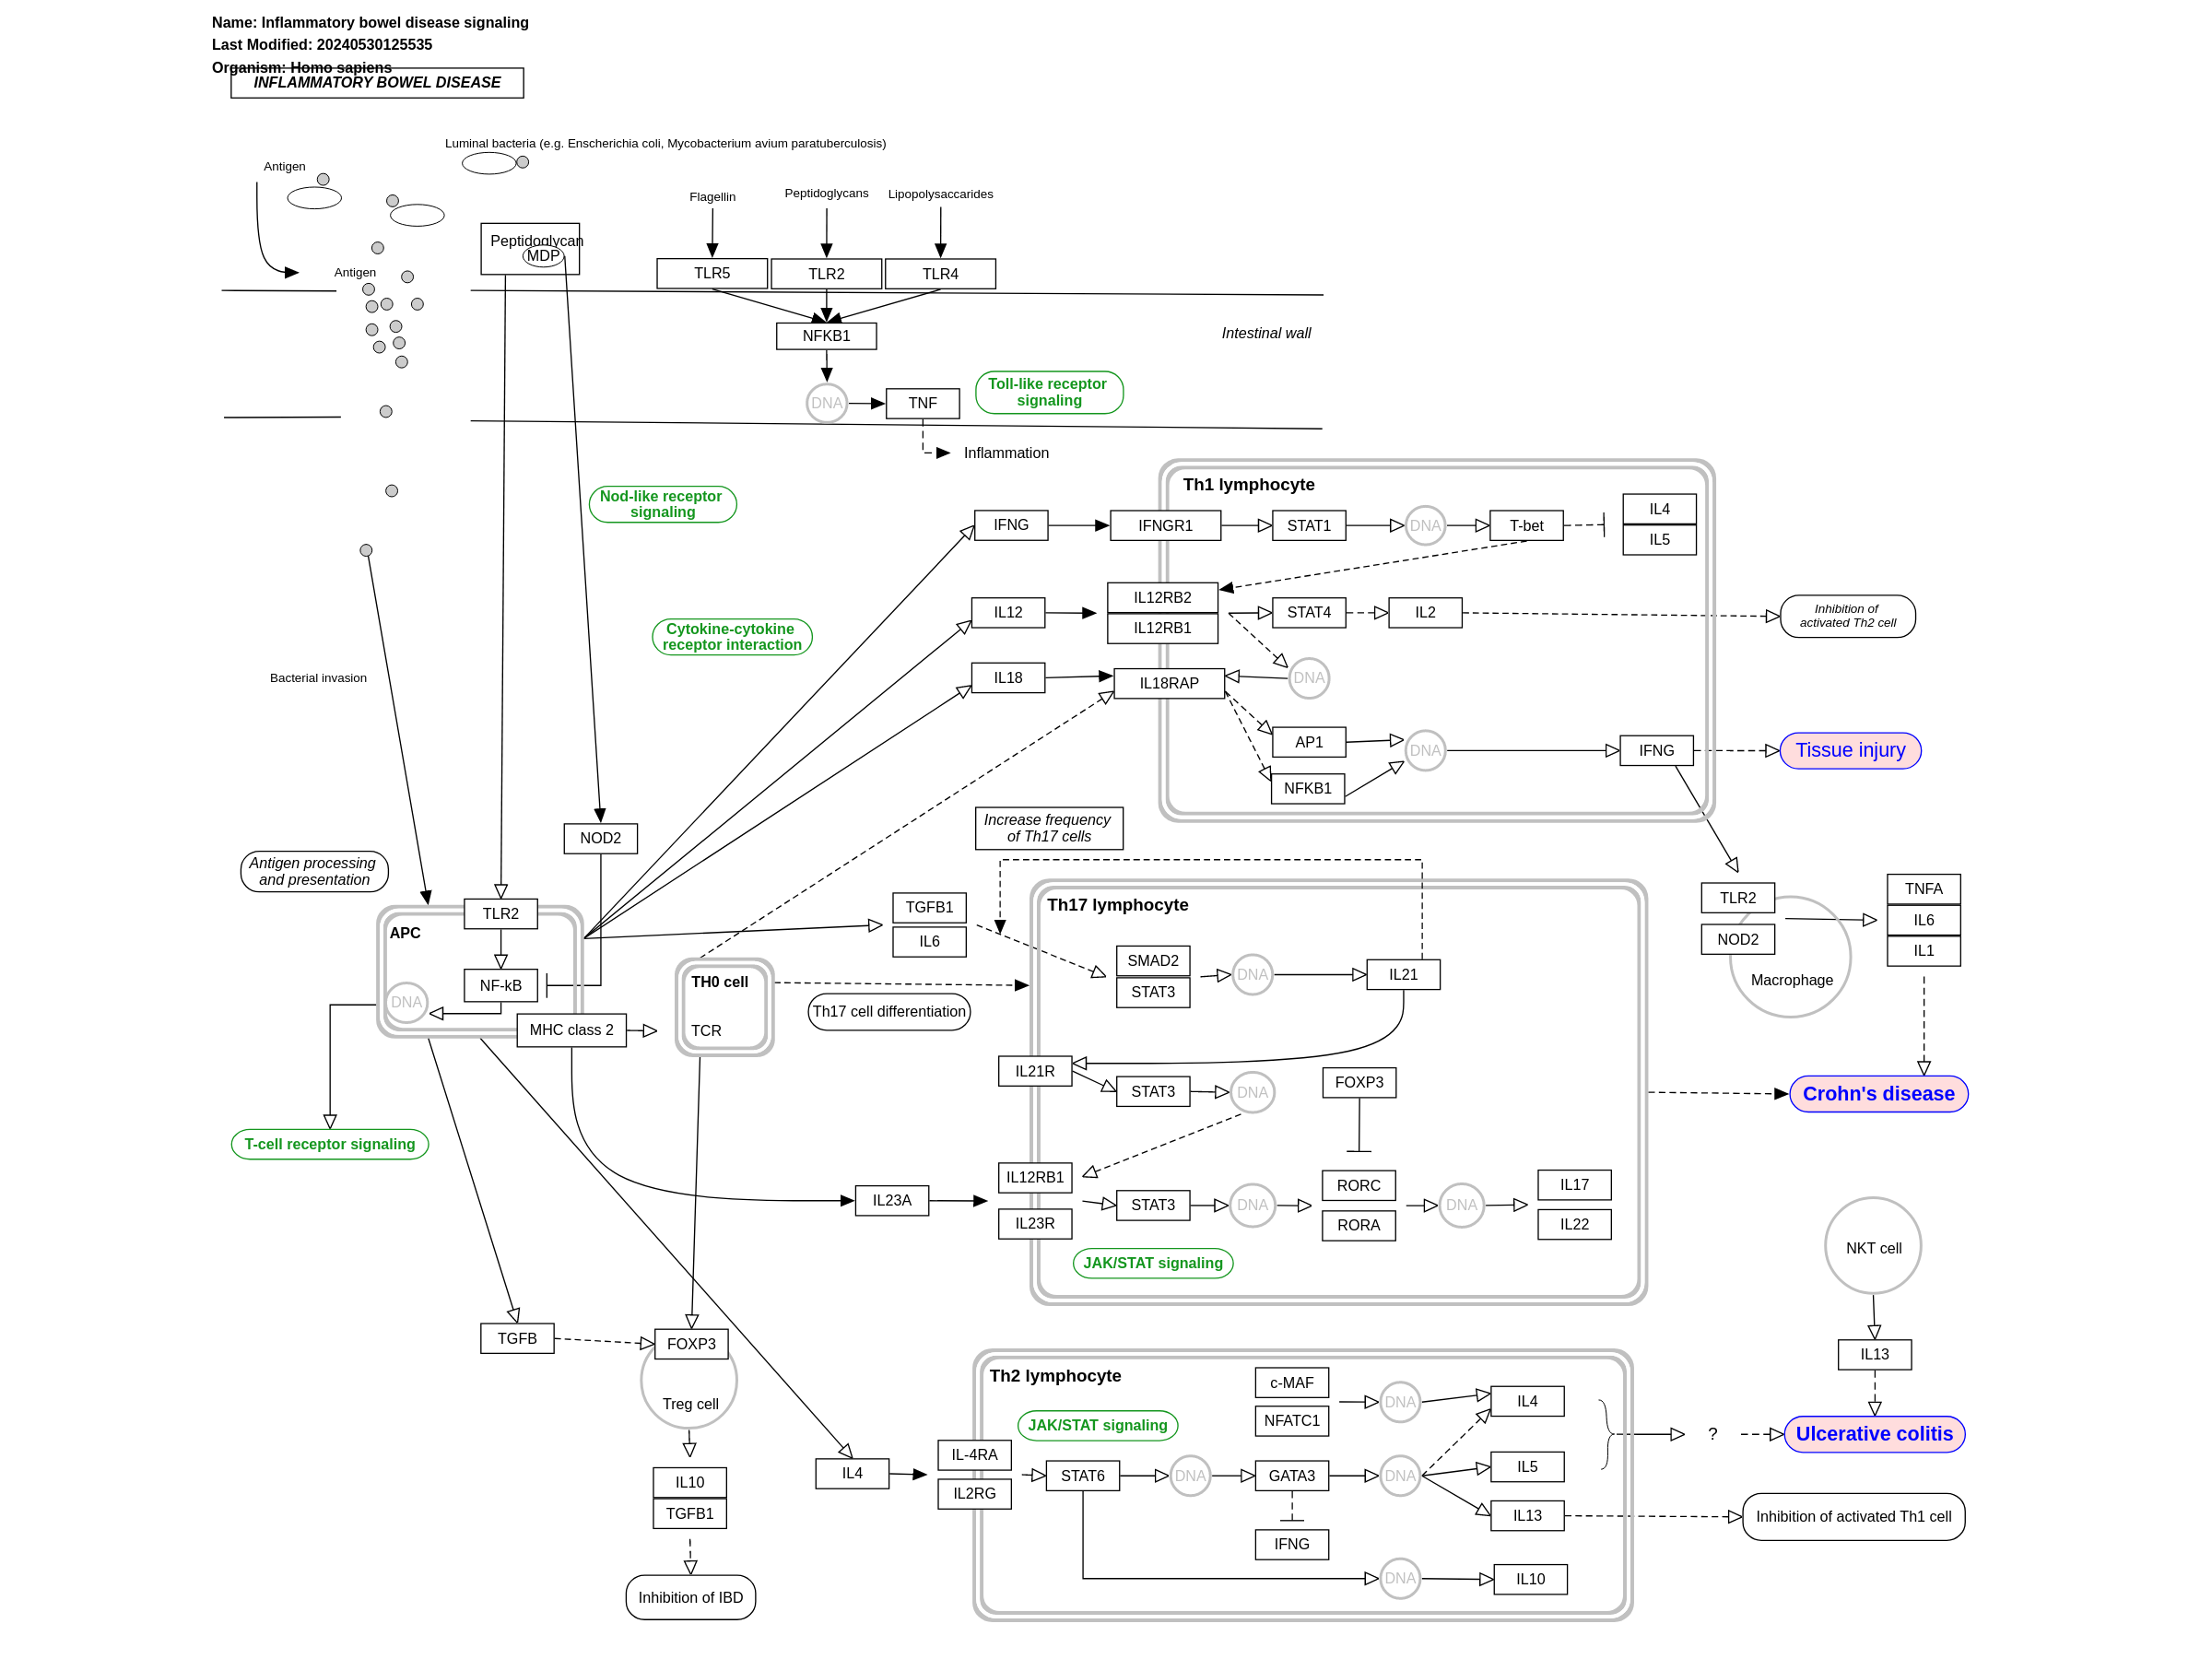 Name: Inflammatory bowel disease signaling
Last Modified: 20240530125535
Organism: Homo sapiens
INFLAMMATORY BOWEL DISEASE
Luminal bacteria (e.g. Enscherichia coli, Mycobacterium avium paratuberculosis)
Antigen
Flagellin
Peptidoglycans
Lipopolysaccarides
Peptidoglycan
MDP
Antigen
TLR5
TLR2
TLR4
NFKB1
Intestinal wall
DNA
TNF
Toll-like receptor
signaling
Inflammation
Nod-like receptor
signaling
Th1 lymphocyte
IFNG
IFNGR1
STAT1
DNA
T-bet
IL4
IL5
Cytokine-cytokine
receptor interaction
IL12
IL12RB2
IL12RB1
STAT4
IL2
Inhibition of
activated Th2 cell
Bacterial invasion
IL18
IL18RAP
DNA
AP1
NFKB1
DNA
IFNG
Tissue injury
NOD2
Increase frequency
of Th17 cells
Antigen processing
and presentation
TLR2
APC
NF-kB
DNA
MHC class 2
TGFB1
IL6
TH0 cell
TCR
Th17 cell differentiation
Th17 lymphocyte
SMAD2
STAT3
DNA
IL21
TLR2
NOD2
Macrophage
TNFA
IL6
IL1
IL21R
STAT3
DNA
FOXP3
Crohn's disease
T-cell receptor signaling
IL23A
IL12RB1
IL23R
STAT3
DNA
RORC
RORA
DNA
IL17
IL22
JAK/STAT signaling
NKT cell
TGFB
FOXP3
Treg cell
IL10
TGFB1
Inhibition of IBD
IL4
Th2 lymphocyte
JAK/STAT signaling
c-MAF
NFATC1
DNA
IL4
IL-4RA
IL2RG
STAT6
DNA
GATA3
DNA
IL5
IL13
IFNG
DNA
IL10
?
IL13
Ulcerative colitis
Inhibition of activated Th1 cell